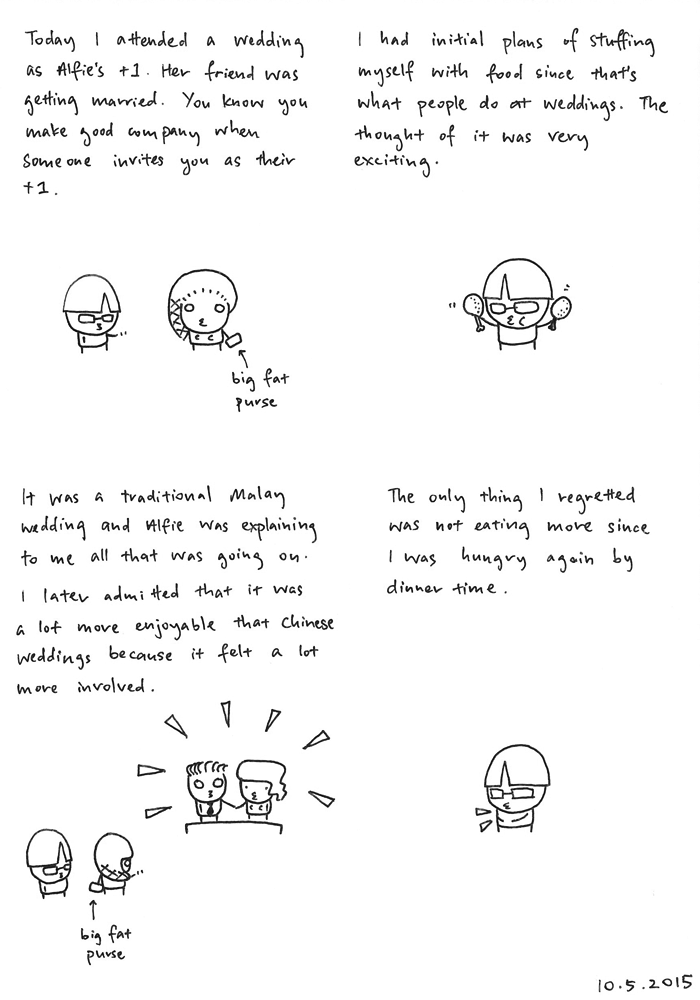 Today I attended a wedding
as Alfie's +1. Her friend was
getting married. You know you
make good company when
someone invites you as their
+1.
big fat
purse
I had initial plans of stuffing
myself with food since that's
what people do at weddings. The
thought of it was very
exciting.
It was a traditional Malay
wedding and Alfie was explaining
to me all that was going on.
I later admitted that it was
a lot more enjoyable that Chinese
weddings because it felt a lot
more involved.
big fat
purse
The only thing I regretted
was not eating more since
I was hungry again by
dinner time.
10.5.2015